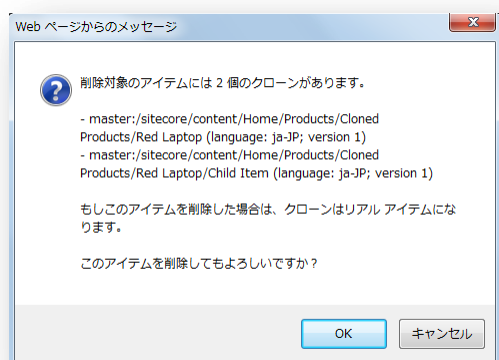 Web ページからのメッセージ
削除対象のアイテムには 2 個のクローンがあります。
- master:/sitecore/content/Home/Products/Cloned
Products/Red Laptop (language: ja-JP; version 1)
- master:/sitecore/content/Home/Products/Cloned
Products/Red Laptop/Child Item (language: ja-JP; version 1)
もしこのアイテムを削除した場合は、クローンはリアル アイテムにな
ります。
このアイテムを削除してもよろしいですか？
OK
キャンセル